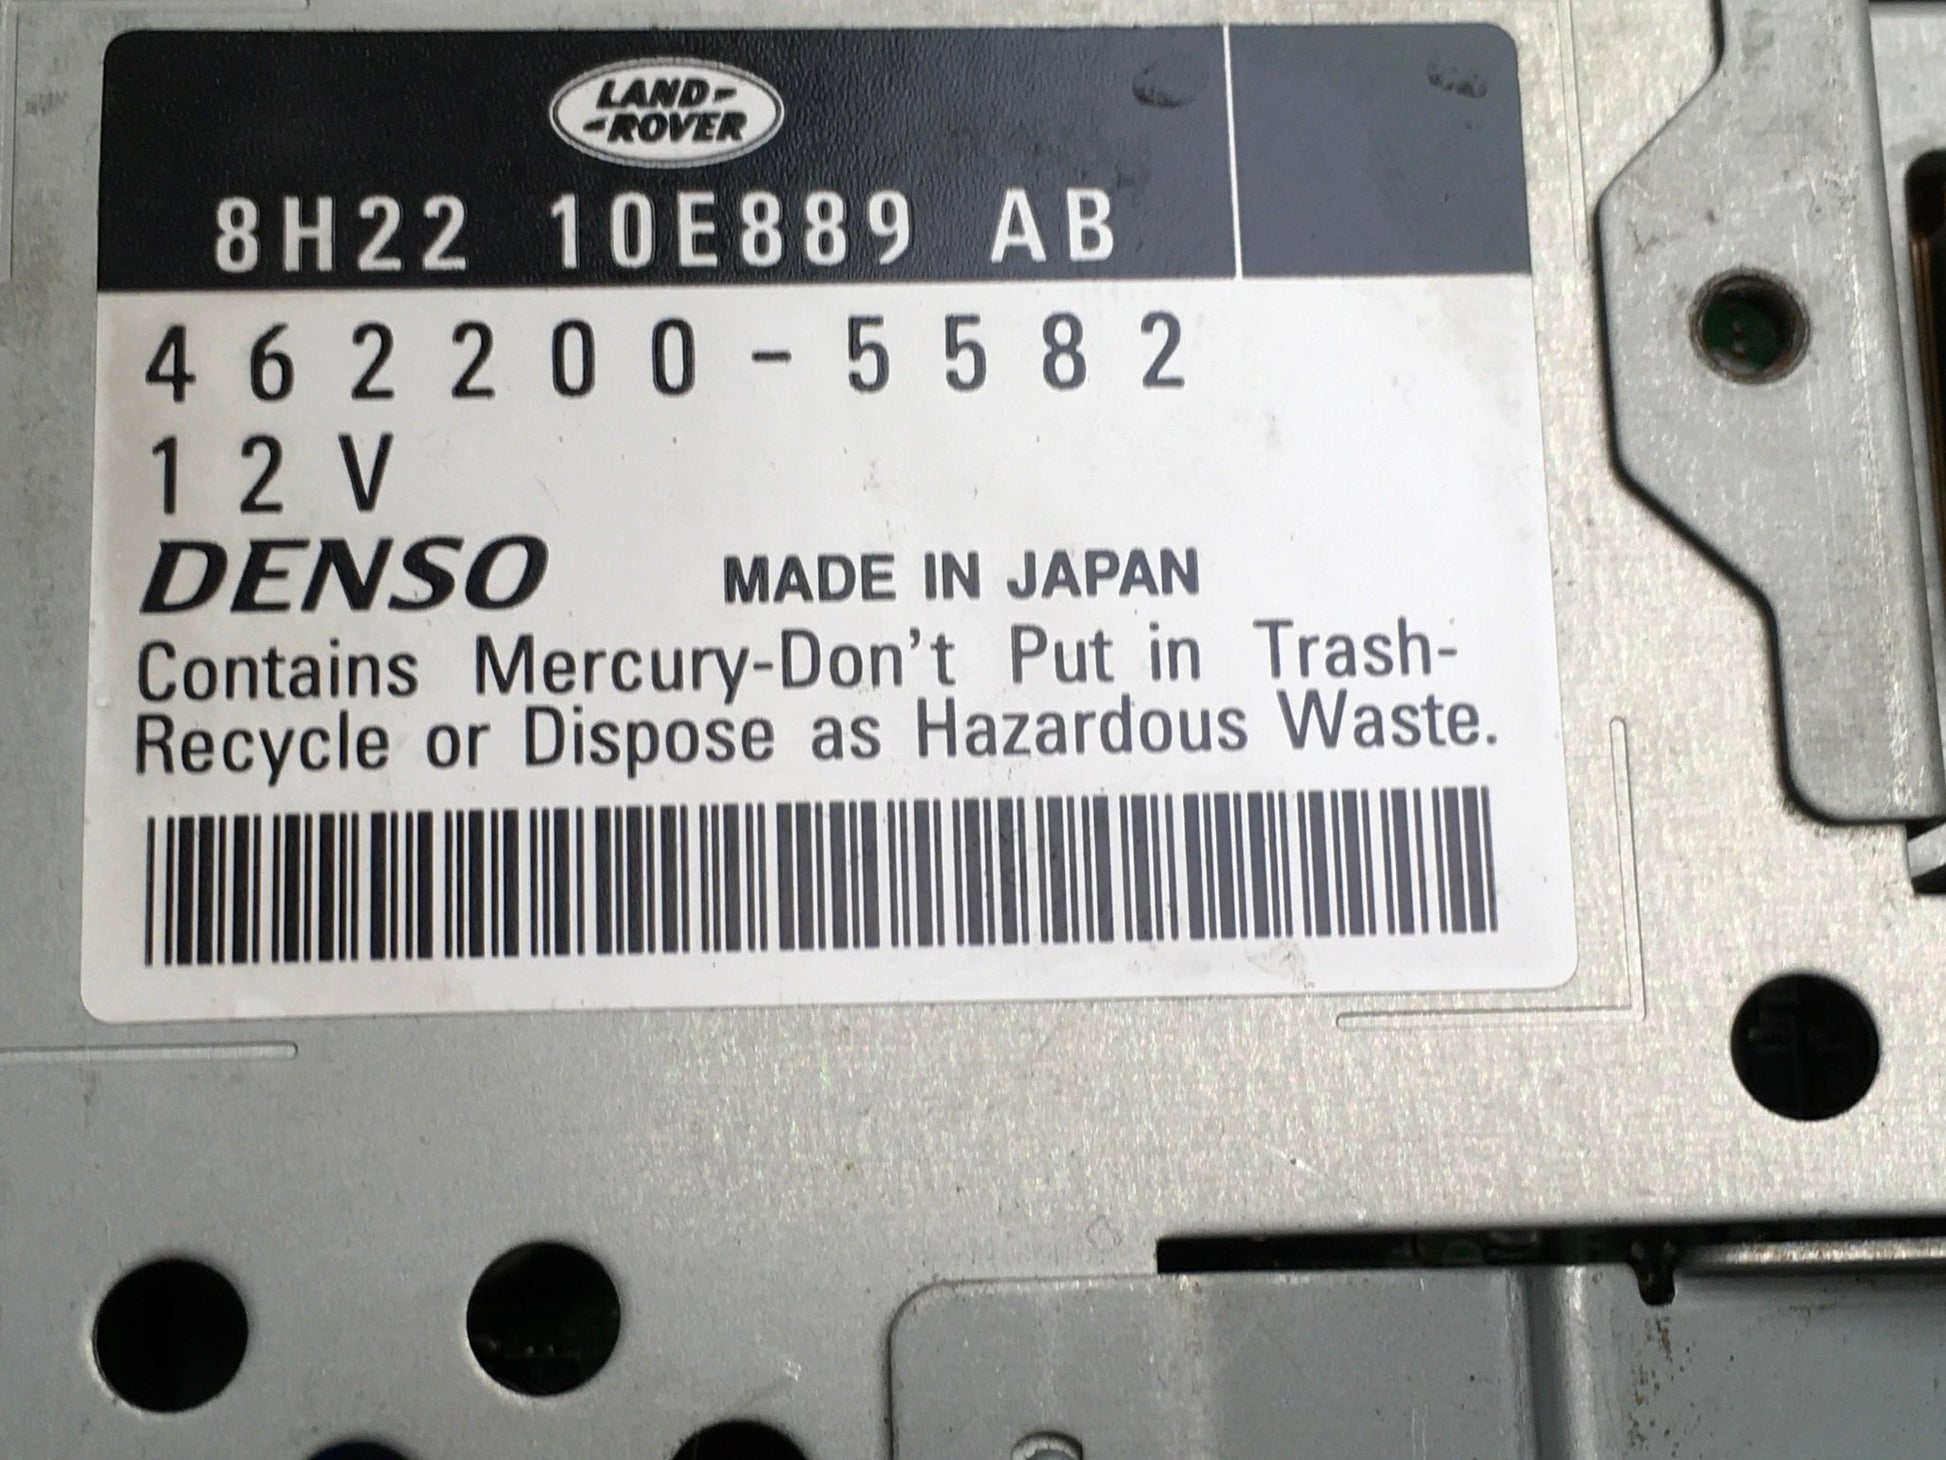 LAND-
-ROVER
8H22 10E889 AB
462200-5582
12V
DENSO MADE IN JAPAN
Contains Mercury-Don't Put in Trash-
Recycle or Dispose as Hazardous Waste.